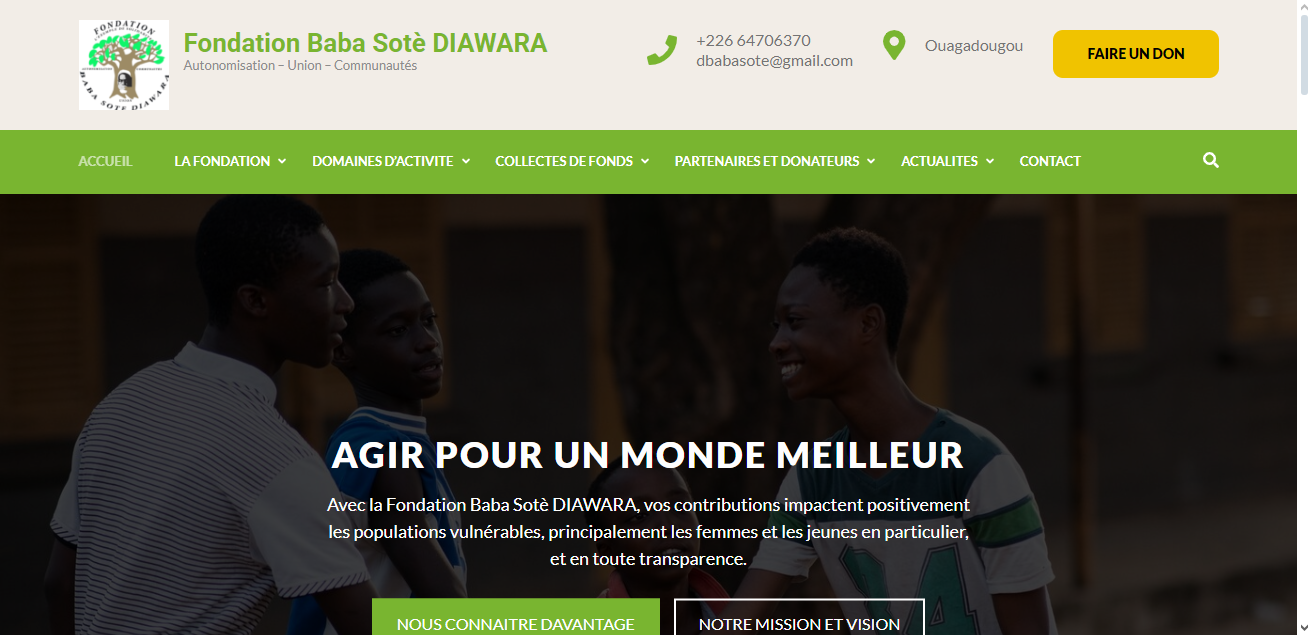 FONDATION
BABA SOTE DIAWARA
Fondation Baba Sotè DIAWARA
Autonomisation – Union – Communautés
+226 64706370
dbabasote@gmail.com
Ouagadougou
FAIRE UN DON
ACCUEIL
LA FONDATION
DOMAINES D'ACTIVITE
COLLECTES DE FONDS
PARTENAIRES ET DONATEURS
ACTUALITES
CONTACT
AGIR POUR UN MONDE MEILLEUR
Avec la Fondation Baba Sotè DIAWARA, vos contributions impactent positivement
les populations vulnérables, principalement les femmes et les jeunes en particulier,
et en toute transparence.
NOUS CONNAITRE DAVANTAGE
NOTRE MISSION ET VISION